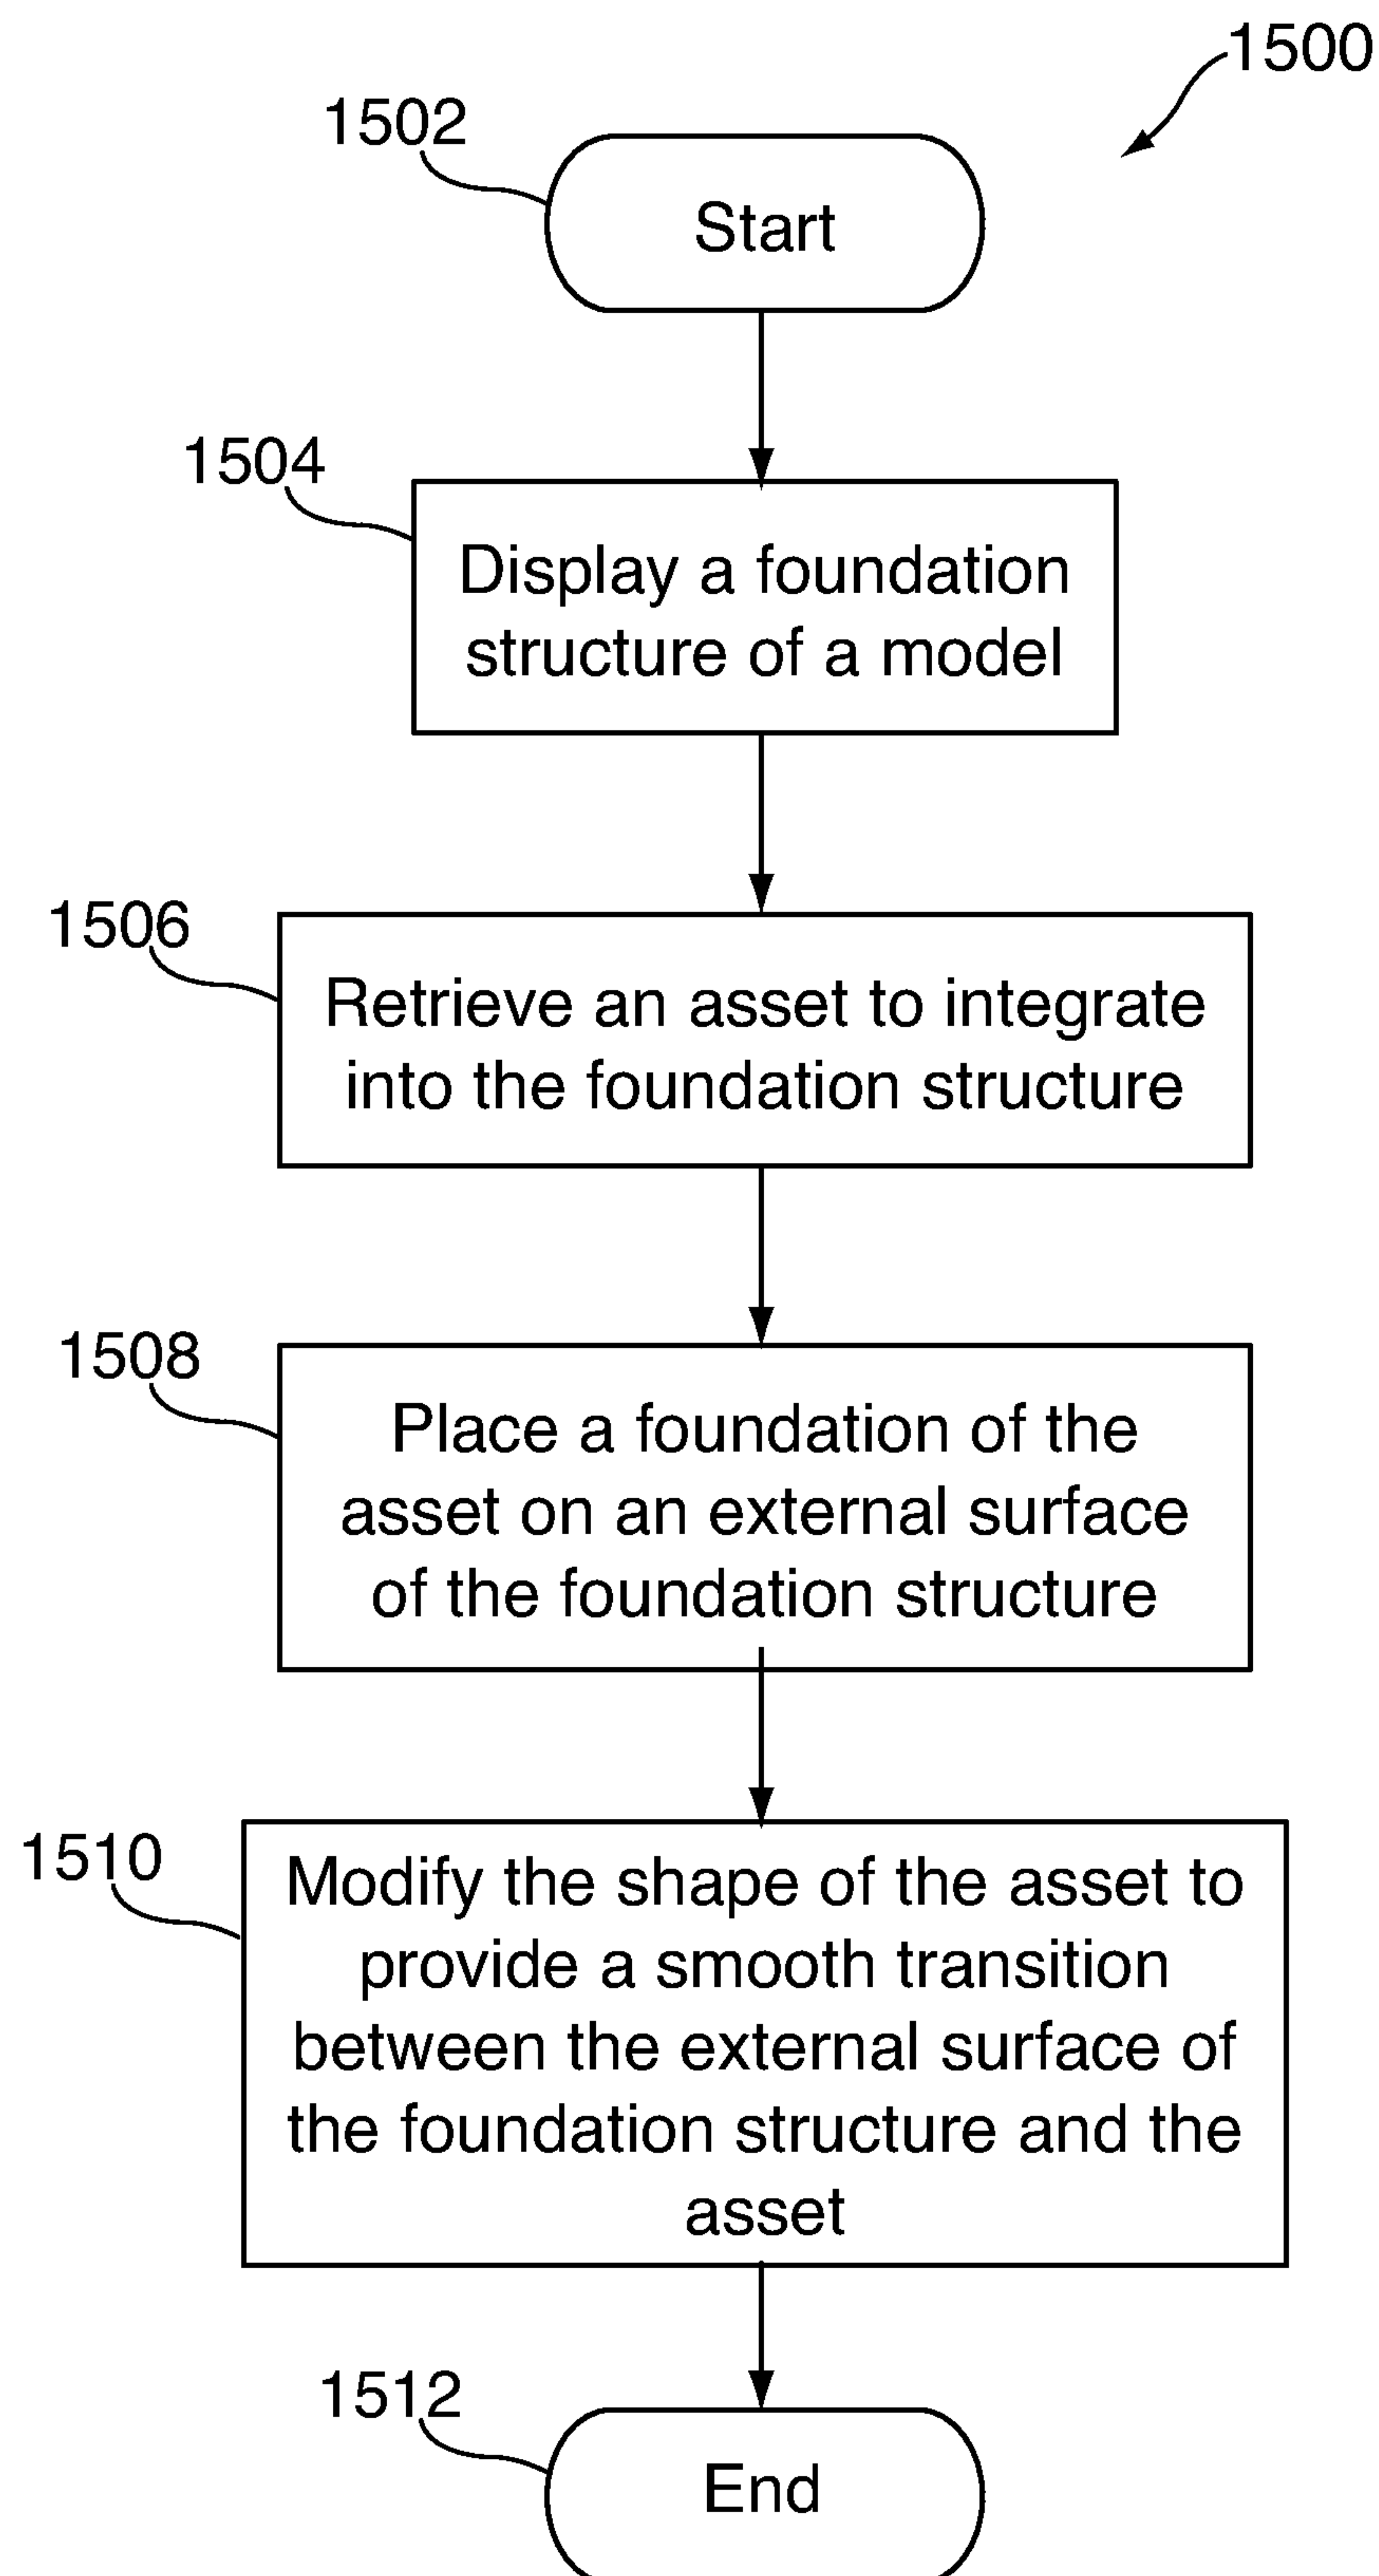 1500
1502
Start
1504
Display a foundation
structure of a model
1506
Retrieve an asset to integrate
into the foundation structure
1508
Place a foundation of the
asset on an external surface
of the foundation structure
1510
Modify the shape of the asset to
provide a smooth transition
between the external surface of
the foundation structure and the
asset
1512
End